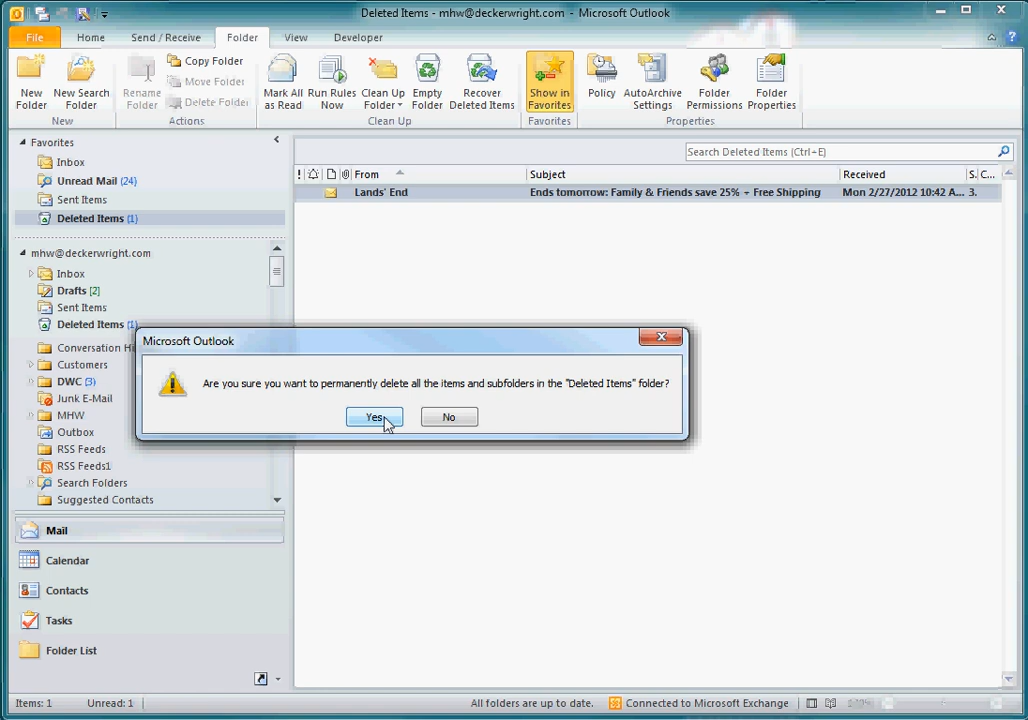 Deleted Items - mhw@deckerwright.com - Microsoft Outlook
File Home Send / Receive Folder View Developer
New Folder
New Search Folder
New
Rename Folder
Copy Folder
Move Folder
Delete Folder
Actions
Mark All as Read
Run Rules Now
Clean Up Folder
Empty Folder
Recover Deleted Items
Clean Up
Show in Favorites
Favorites
Policy
AutoArchive Settings
Folder Permissions
Folder Properties
Properties
Favorites
Inbox
Unread Mail (24)
Sent Items
Deleted Items (1)
mhw@deckerwright.com
Inbox
Drafts [2]
Sent Items
Deleted Items (1)
Conversation Hi
Customers
DWC (3)
Junk E-Mail
MHW
Outbox
RSS Feeds
RSS Feeds1
Search Folders
Suggested Contacts
Mail
Calendar
Contacts
Tasks
Folder List
Search Deleted Items (Ctrl+E)
! From Subject Received S. C...
Lands' End Ends tomorrow: Family & Friends save 25% + Free Shipping Mon 2/27/2012 10:42 A... 3.
Microsoft Outlook
Are you sure you want to permanently delete all the items and subfolders in the "Deleted Items" folder?
Yes No
Items: 1 Unread: 1 All folders are up to date. Connected to Microsoft Exchange